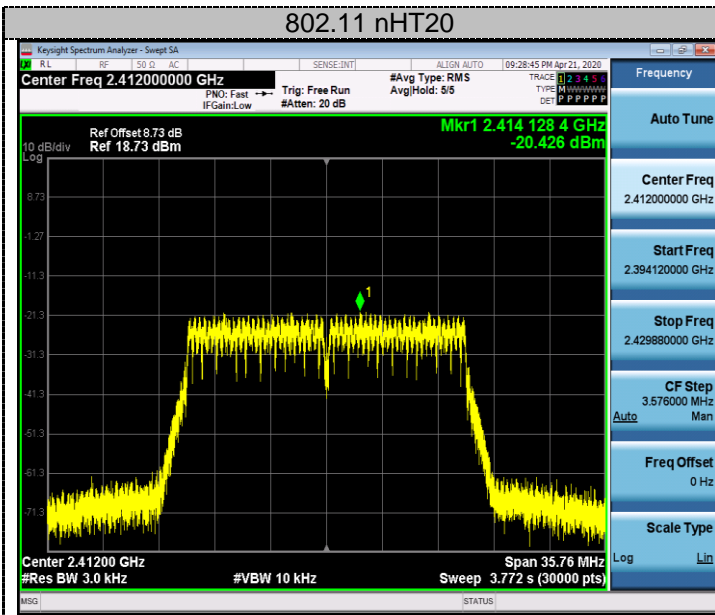 802.11 nHT20
Keysight Spectrum Analyzer - Swept SA
RL RF 50 Ω AC SENSE:INT ALIGN AUTO 09:28:45 PM Apr 21, 2020
Center Freq 2.412000000 GHz
PNO: Fast
IFGain:Low
Trig: Free Run
#Atten: 20 dB
#Avg Type: RMS
Avg|Hold: 5/5
TRACE 1 2 3 4 5 6
TYPE M WWWWW
DET P P P P P P
Ref Offset 8.73 dB
Ref 18.73 dBm
10 dB/div
Log
Mkr1 2.414 128 4 GHz
-20.426 dBm
8.73
-1.27
-11.3
-21.3
-31.3
-41.3
-51.3
-61.3
-71.3
1
Center 2.41200 GHz
Span 35.76 MHz
#Res BW 3.0 kHz
#VBW 10 kHz
Sweep 3.772 s (30000 pts)
MSG
STATUS
Frequency
Auto Tune
Center Freq
2.412000000 GHz
Start Freq
2.394120000 GHz
Stop Freq
2.429880000 GHz
CF Step
3.576000 MHz
Auto Man
Freq Offset
0 Hz
Scale Type
Log Lin